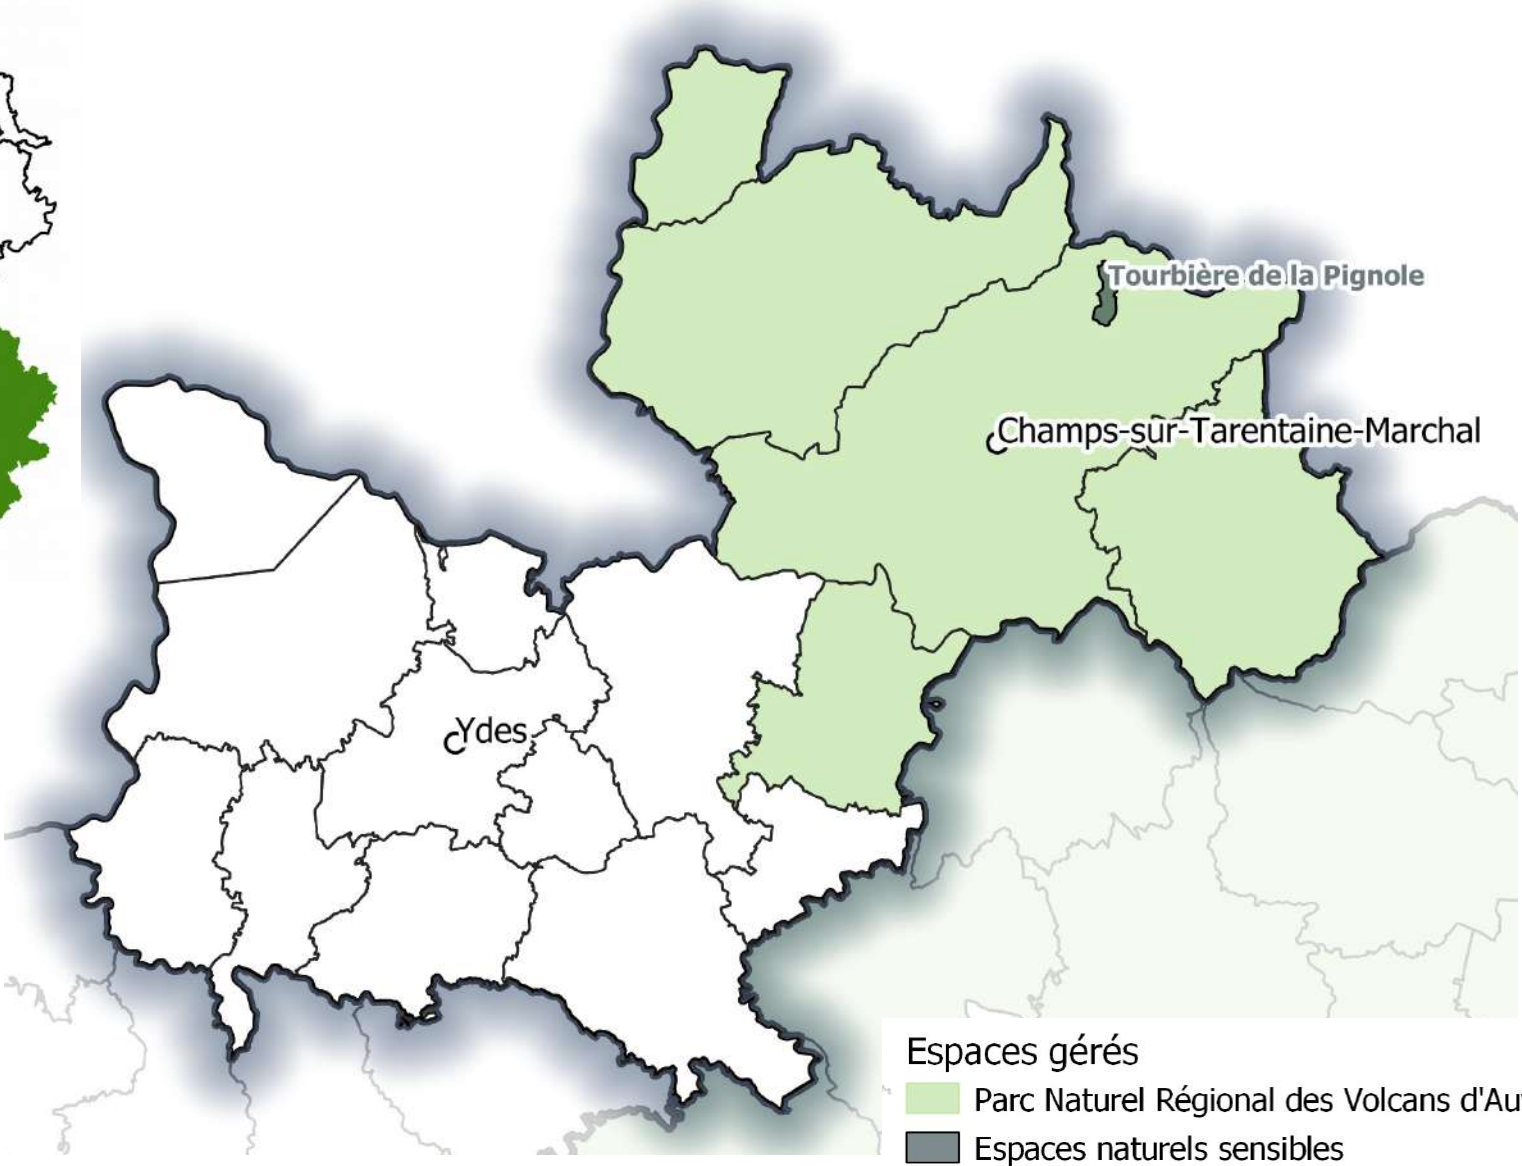 Tourbière de la Pignole
Champs-sur-Tarentaine-Marchal
Ydes
Espaces gérés
Parc Naturel Régional des Volcans d'Au
Espaces naturels sensibles